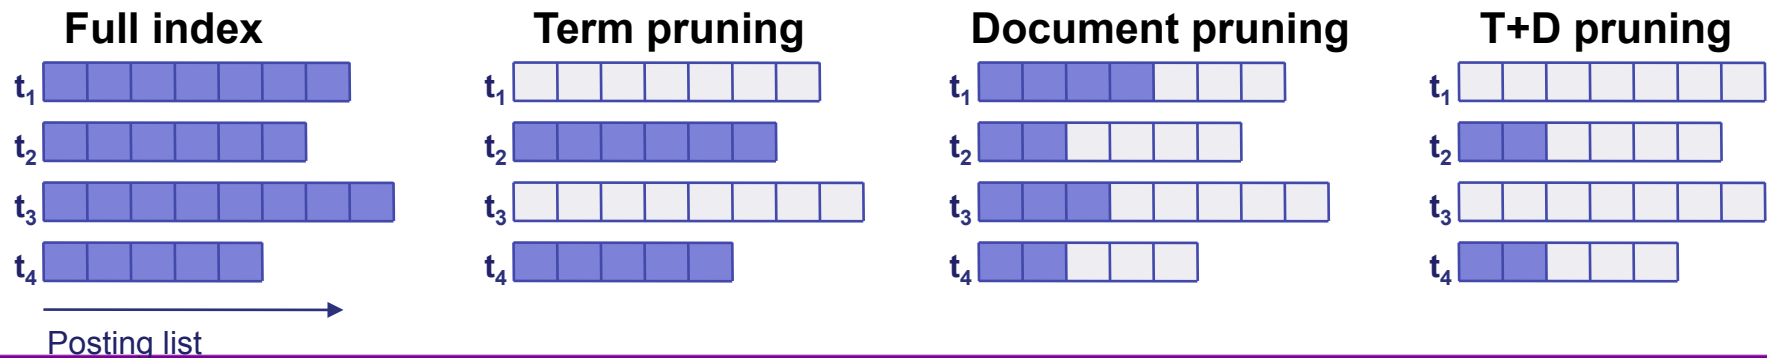 Full index Term pruning Document pruning T+D pruning
t1 t1 t1 t1
t2 t2 t2 t2
t3 t3 t3 t3
t4 t4 t4 t4
Posting list